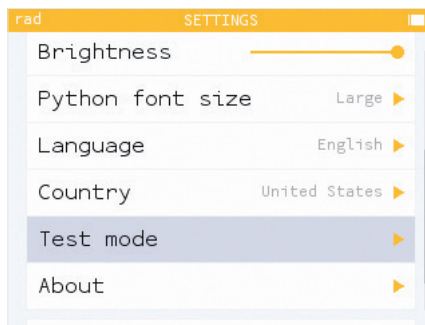 rad SETTINGS
Brightness
Python font size Large
Language English
Country United States
Test mode
About